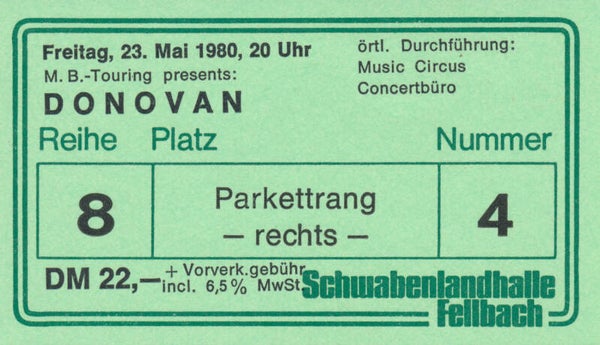 Freitag, 23. Mai 1980, 20 Uhr
M. B.-Touring presents:
DONOVAN
örtl. Durchführung:
Music Circus
Concertbüro
Reihe Platz Nummer
8 Parkettrang 4
— rechts —
DM 22,— + Vorverk.gebühr
incl. 6,5% MwSt.
Schwabenlandhalle
Fellbach